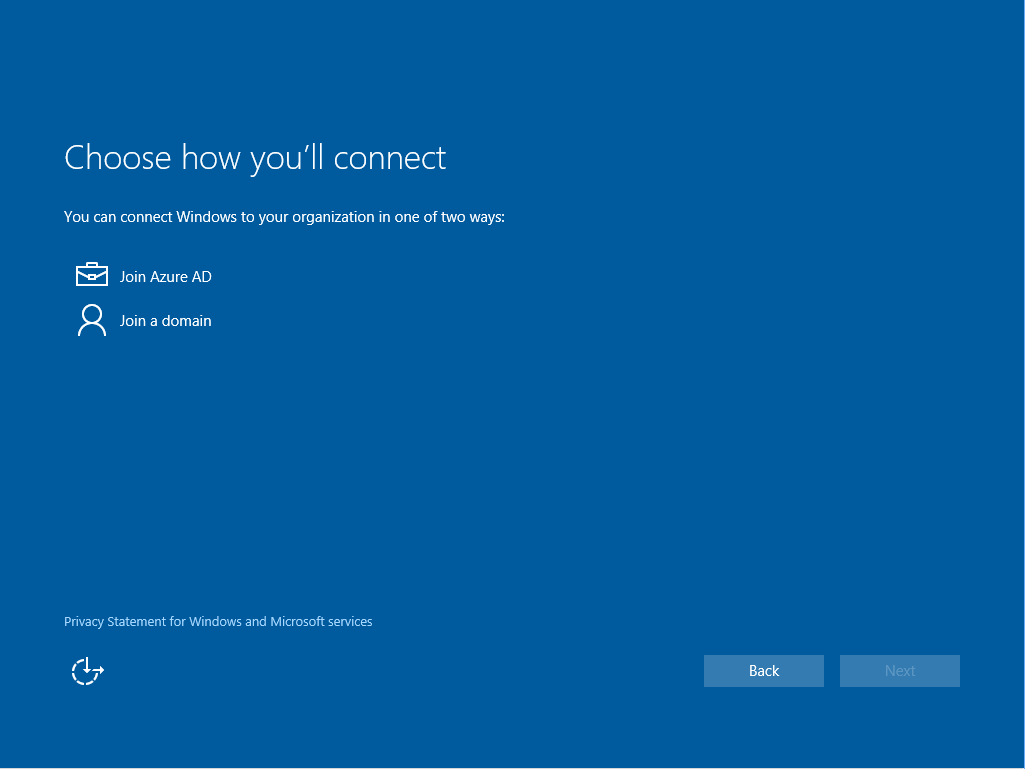 Choose how you’ll connect
You can connect Windows to your organization in one of two ways:
Join Azure AD
Join a domain
Privacy Statement for Windows and Microsoft services
Back
Next